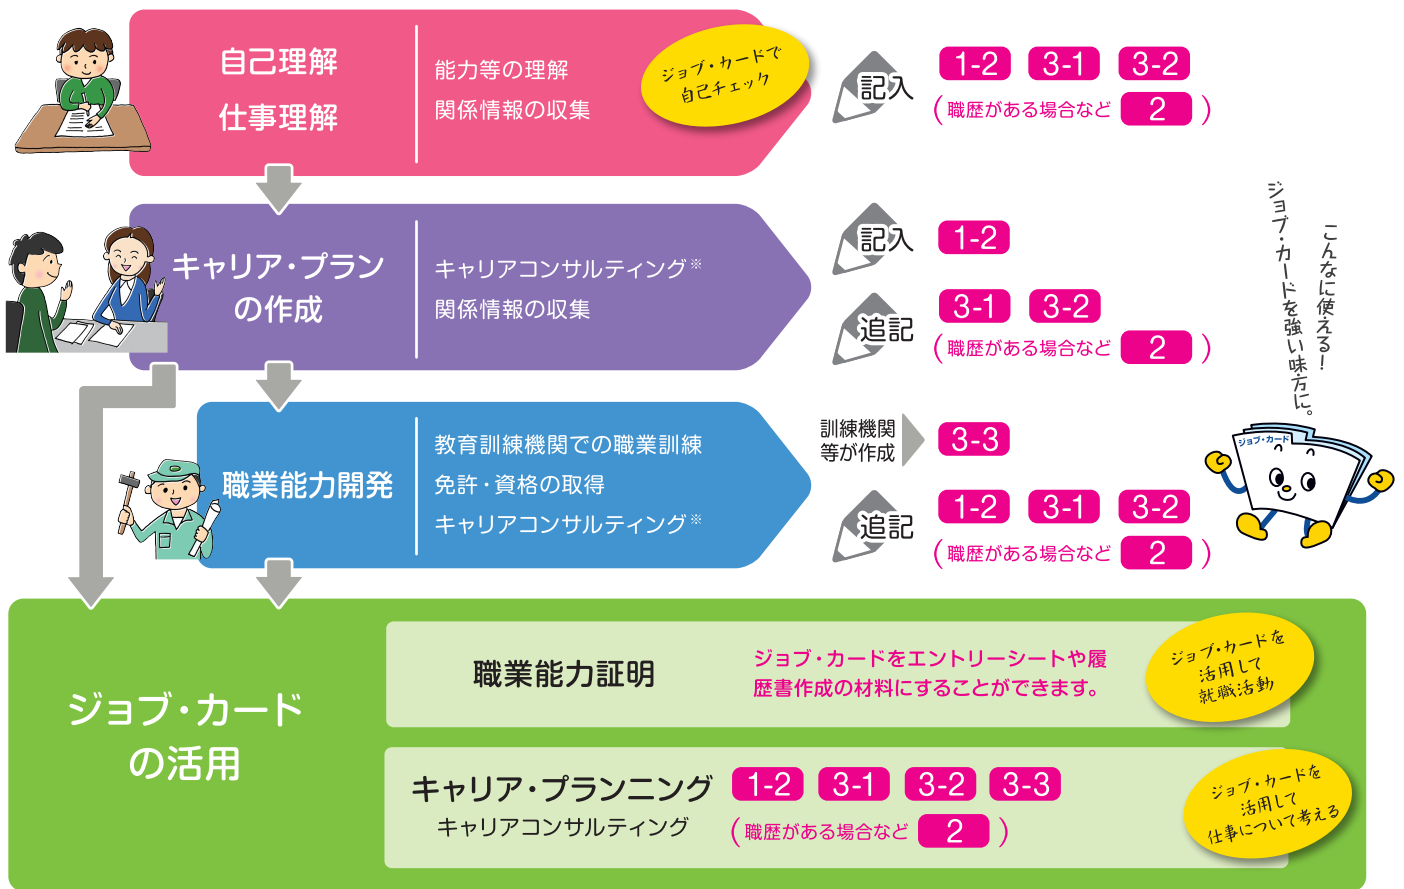 自己理解
仕事理解
能力等の理解
関係情報の収集
ジョブ・カードで
自己チェック
記入
1-2 3-1 3-2
(職歴がある場合など 2 )
キャリア・プラン
の作成
キャリアコンサルティング※
関係情報の収集
記入
1-2
追記
3-1 3-2
(職歴がある場合など 2 )
こんなに使える!
ジョブ・カードを強い味方に。
ジョブ・カード
職業能力開発
教育訓練機関での職業訓練
免許・資格の取得
キャリアコンサルティング※
訓練機関
等が作成
3-3
追記
1-2 3-1 3-2
(職歴がある場合など 2 )
ジョブ・カード
の活用
職業能力証明
ジョブ・カードをエントリーシートや履
歴書作成の材料にすることができます。
ジョブ・カードを
活用して
就職活動
キャリア・プランニング
キャリアコンサルティング
1-2 3-1 3-2 3-3
(職歴がある場合など 2 )
ジョブ・カードを
活用して
仕事について考える